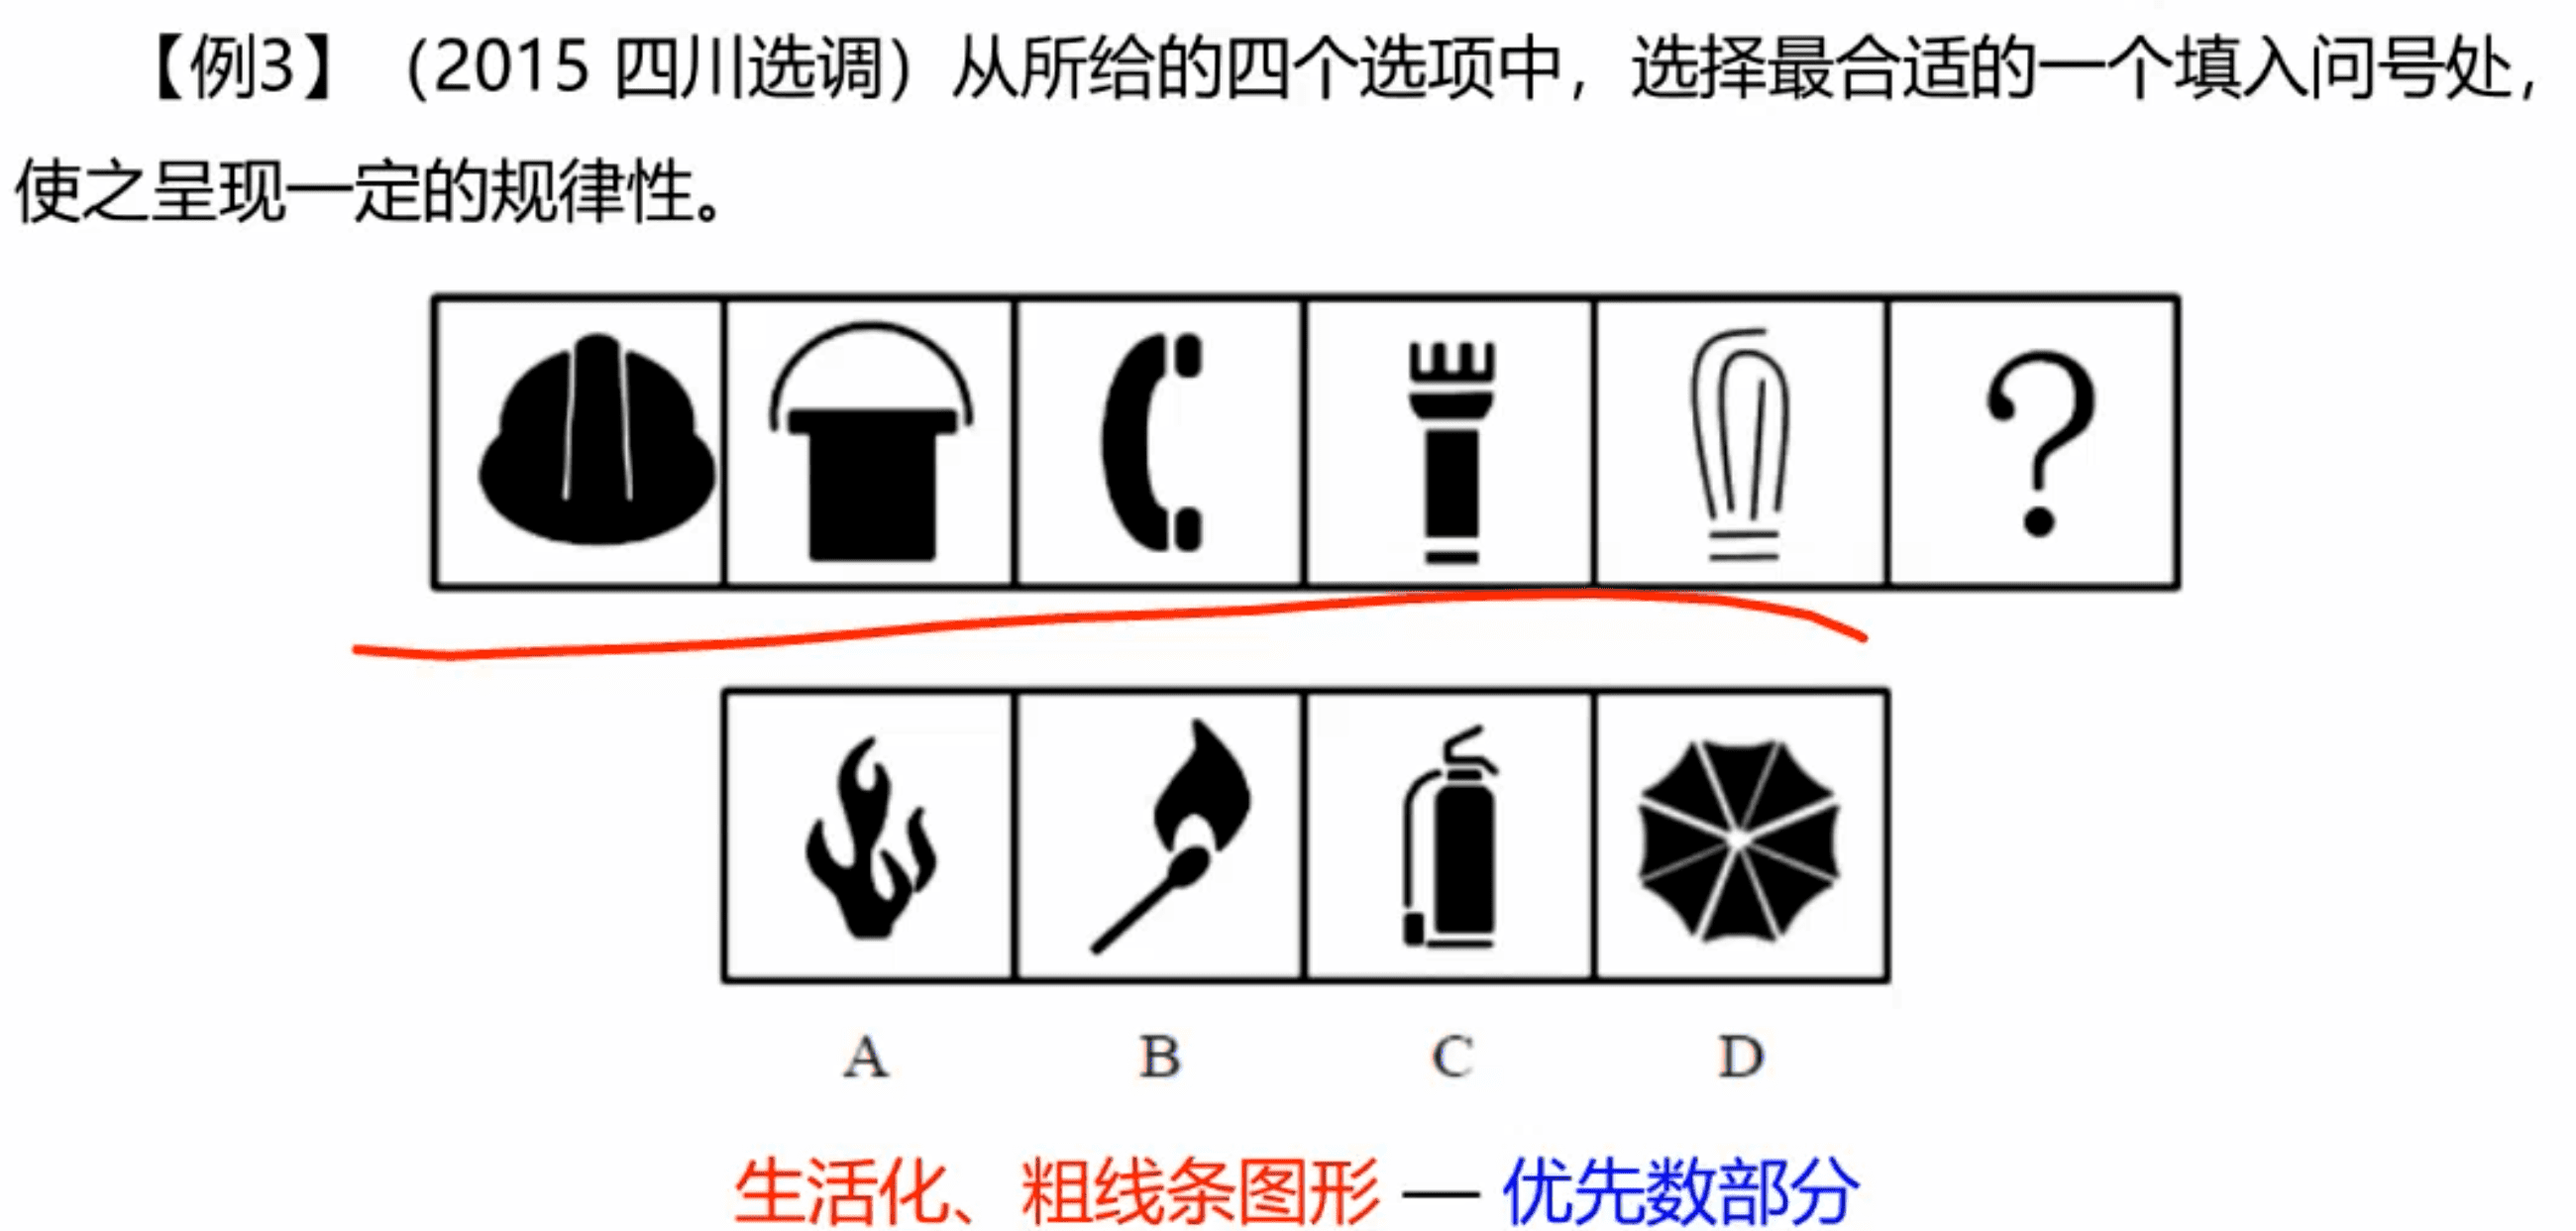 【例3】（2015 四川选调）从所给的四个选项中，选择最合适的一个填入问号处，
使之呈现一定的规律性。
?
A B C D
生活化、粗线条图形 — 优先数部分